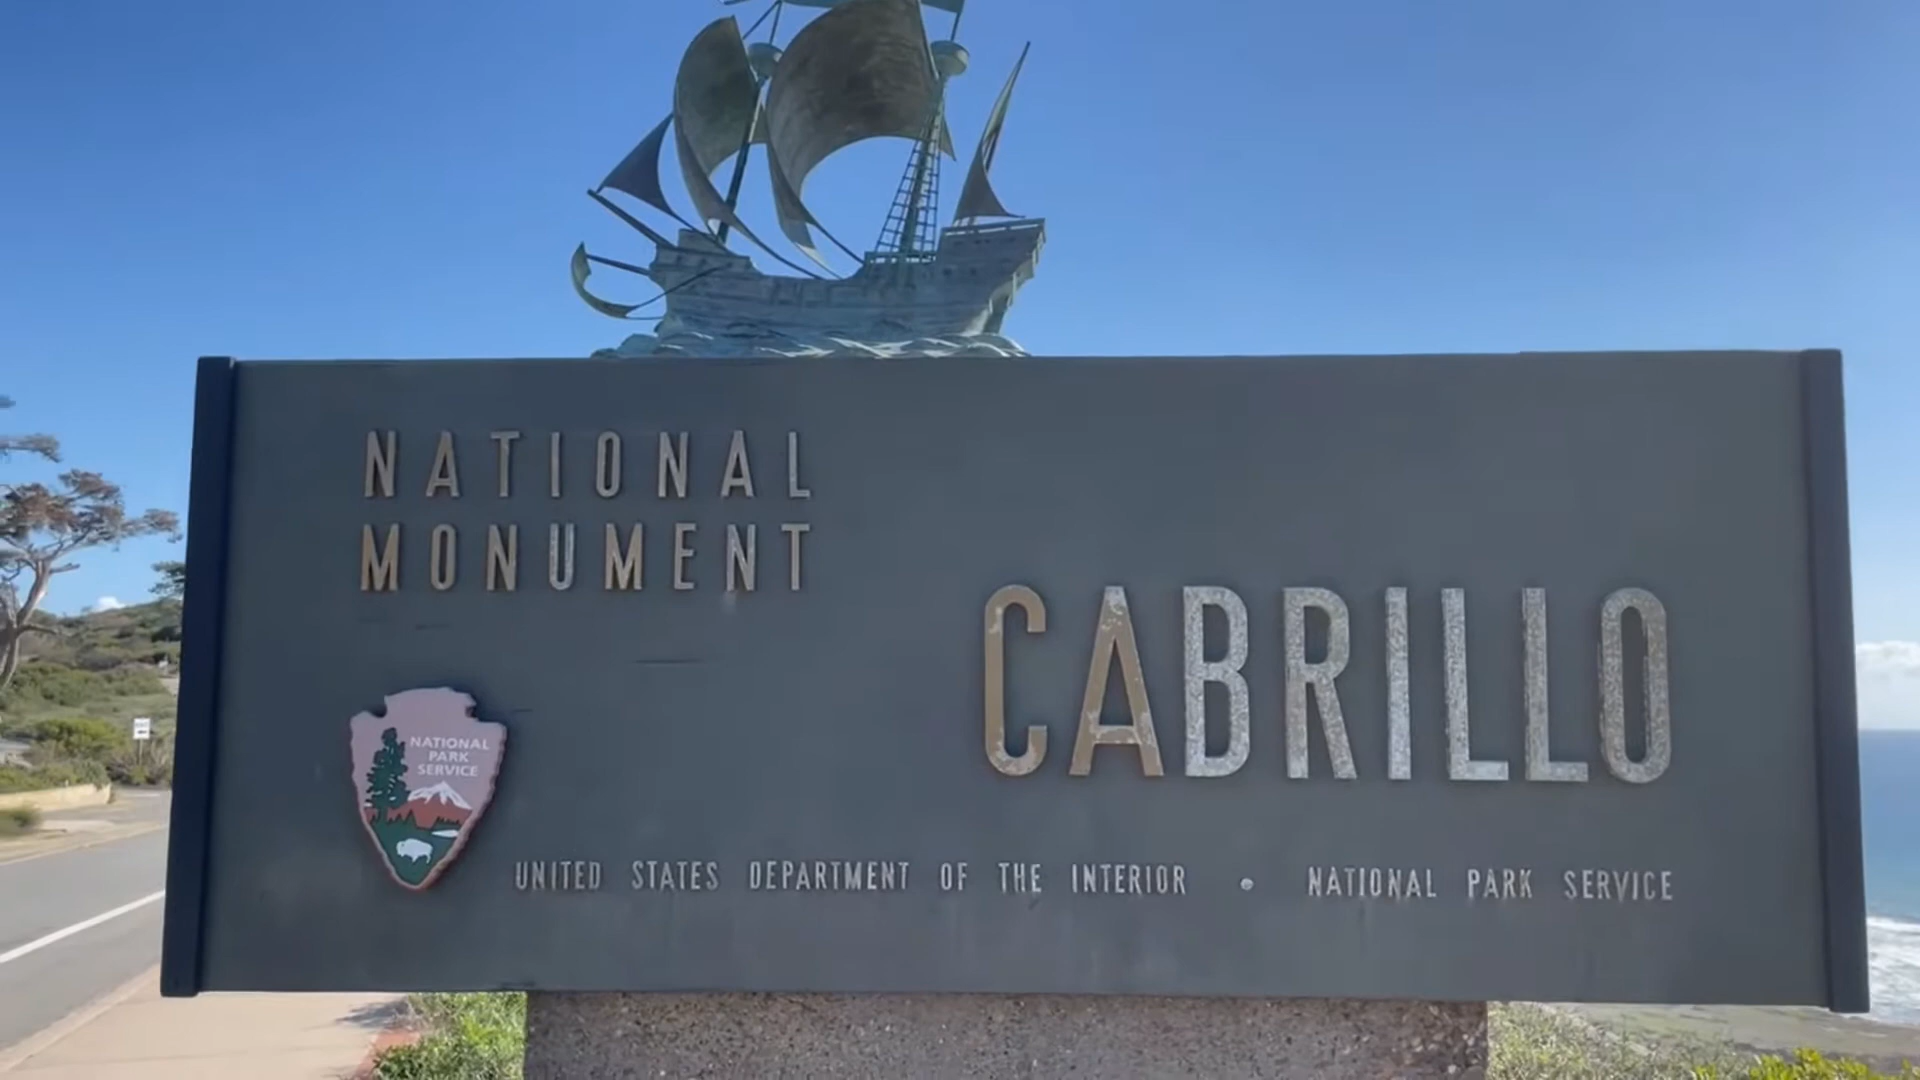 NATIONAL
MONUMENT
CABRILLO
NATIONAL
PARK
SERVICE
UNITED STATES DEPARTMENT OF THE INTERIOR • NATIONAL PARK SERVICE